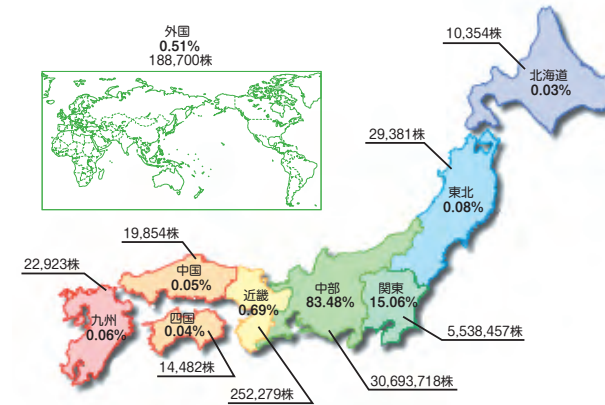 外国
0.51%
188,700株
10,354株
北海道
0.03%
29,381株
東北
0.08%
19,854株
中国
0.05%
22,923株
九州
0.06%
四国
0.04%
14,482株
近畿
0.69%
252,279株
中部
83.48%
30,693,718株
関東
15.06%
5,538,457株